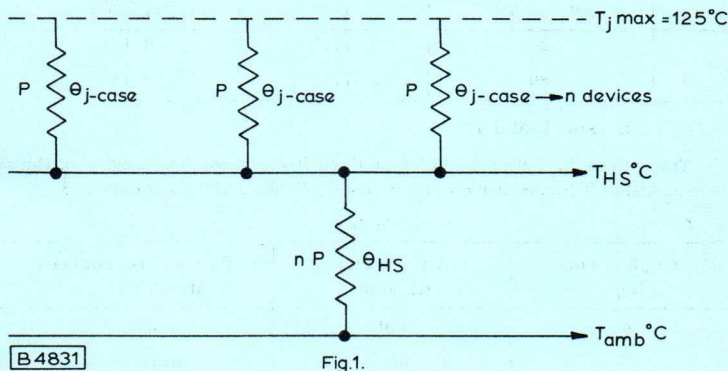 Tj max = 125°C
P θj-case P θj-case P θj-case → n devices
THS°C
n P θHS
Tamb°C
B4831
Fig.1.